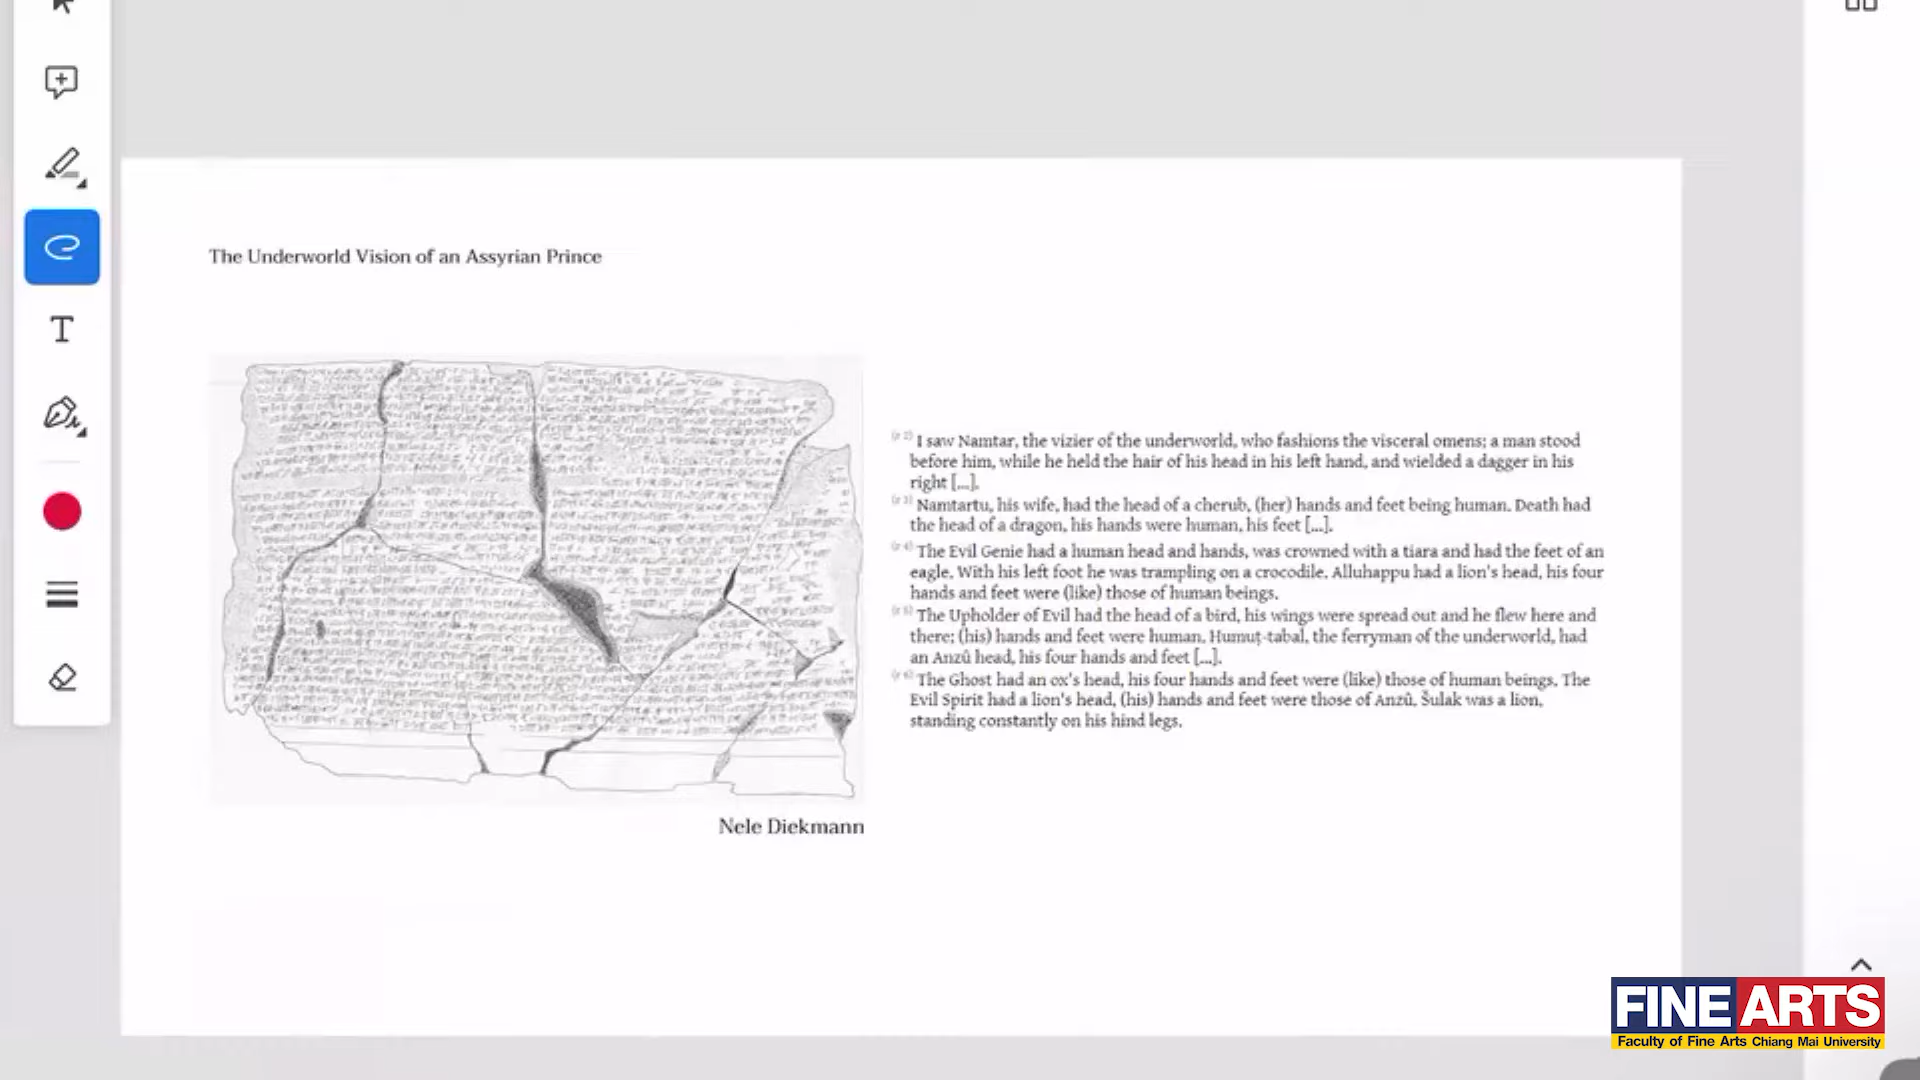 The Underworld Vision of an Assyrian Prince
(r 2) I saw Namtar, the vizier of the underworld, who fashions the visceral omens; a man stood
before him, while he held the hair of his head in his left hand, and wielded a dagger in his
right [...].
(r 3) Namtartu, his wife, had the head of a cherub, (her) hands and feet being human. Death had
the head of a dragon, his hands were human, his feet [...].
(r 4) The Evil Genie had a human head and hands, was crowned with a tiara and had the feet of an
eagle. With his left foot he was trampling on a crocodile. Alluhappu had a lion's head, his four
hands and feet were (like) those of human beings.
(r 5) The Upholder of Evil had the head of a bird, his wings were spread out and he flew here and
there; (his) hands and feet were human. Humuṭ-tabal, the ferryman of the underworld, had
an Anzû head, his four hands and feet [...].
(r 6) The Ghost had an ox's head, his four hands and feet were (like) those of human beings. The
Evil Spirit had a lion's head, (his) hands and feet were those of Anzû. Šulak was a lion,
standing constantly on his hind legs.
Nele Diekmann
FINE ARTS
Faculty of Fine Arts Chiang Mai University